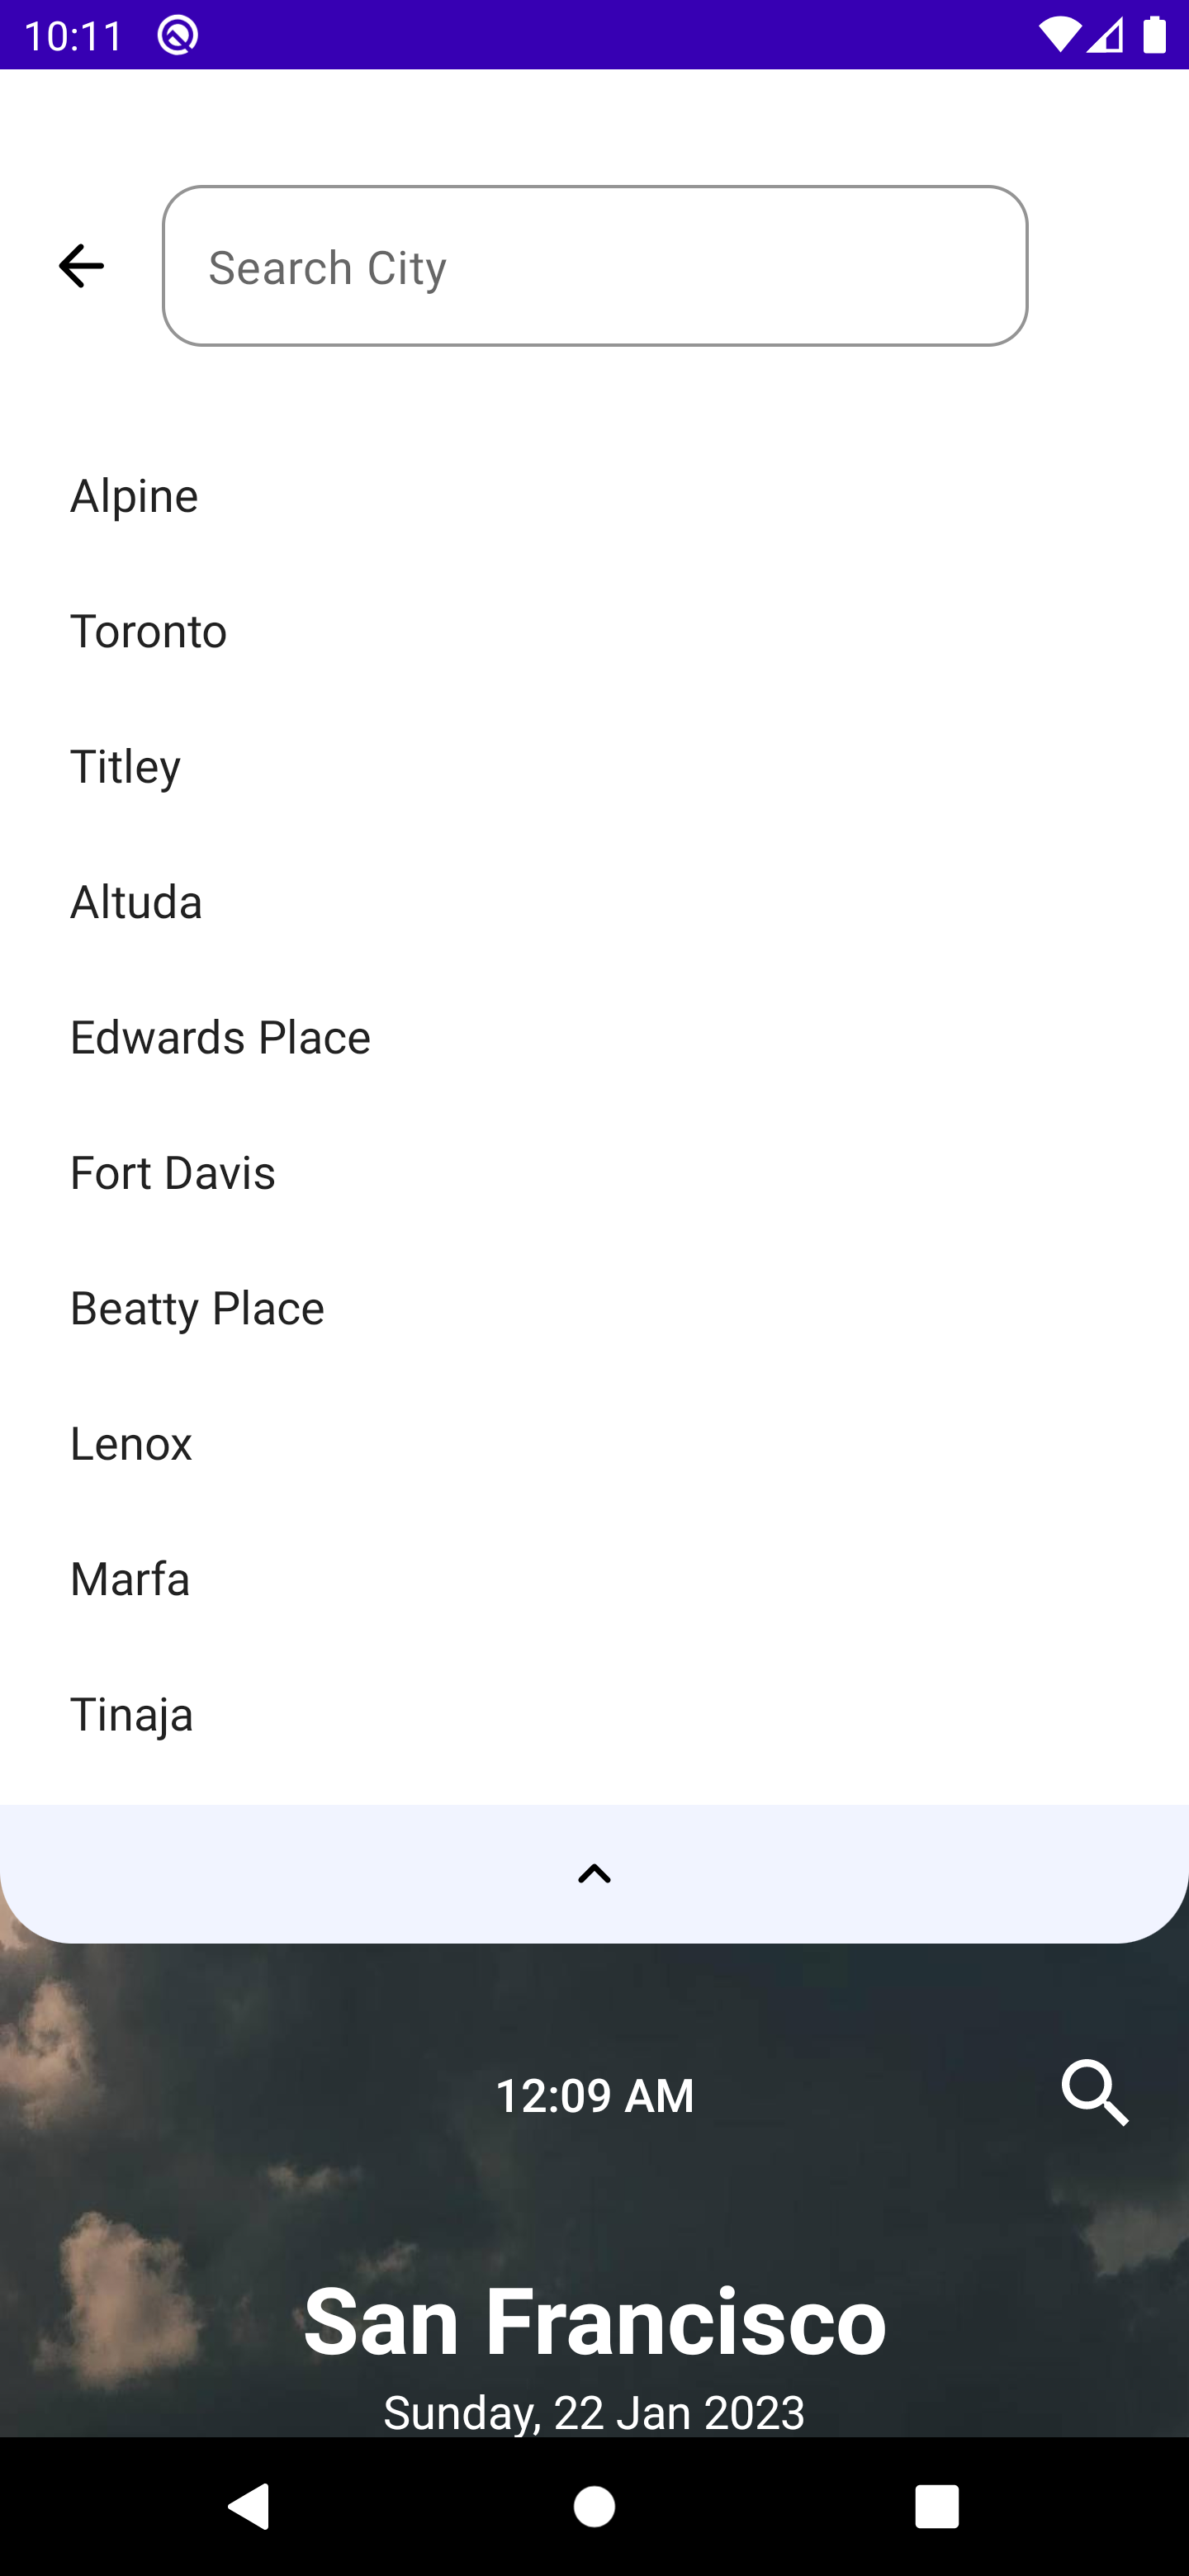 10:11
Search City
Alpine
Toronto
Titley
Altuda
Edwards Place
Fort Davis
Beatty Place
Lenox
Marfa
Tinaja
12:09 AM
San Francisco
Sunday, 22 Jan 2023